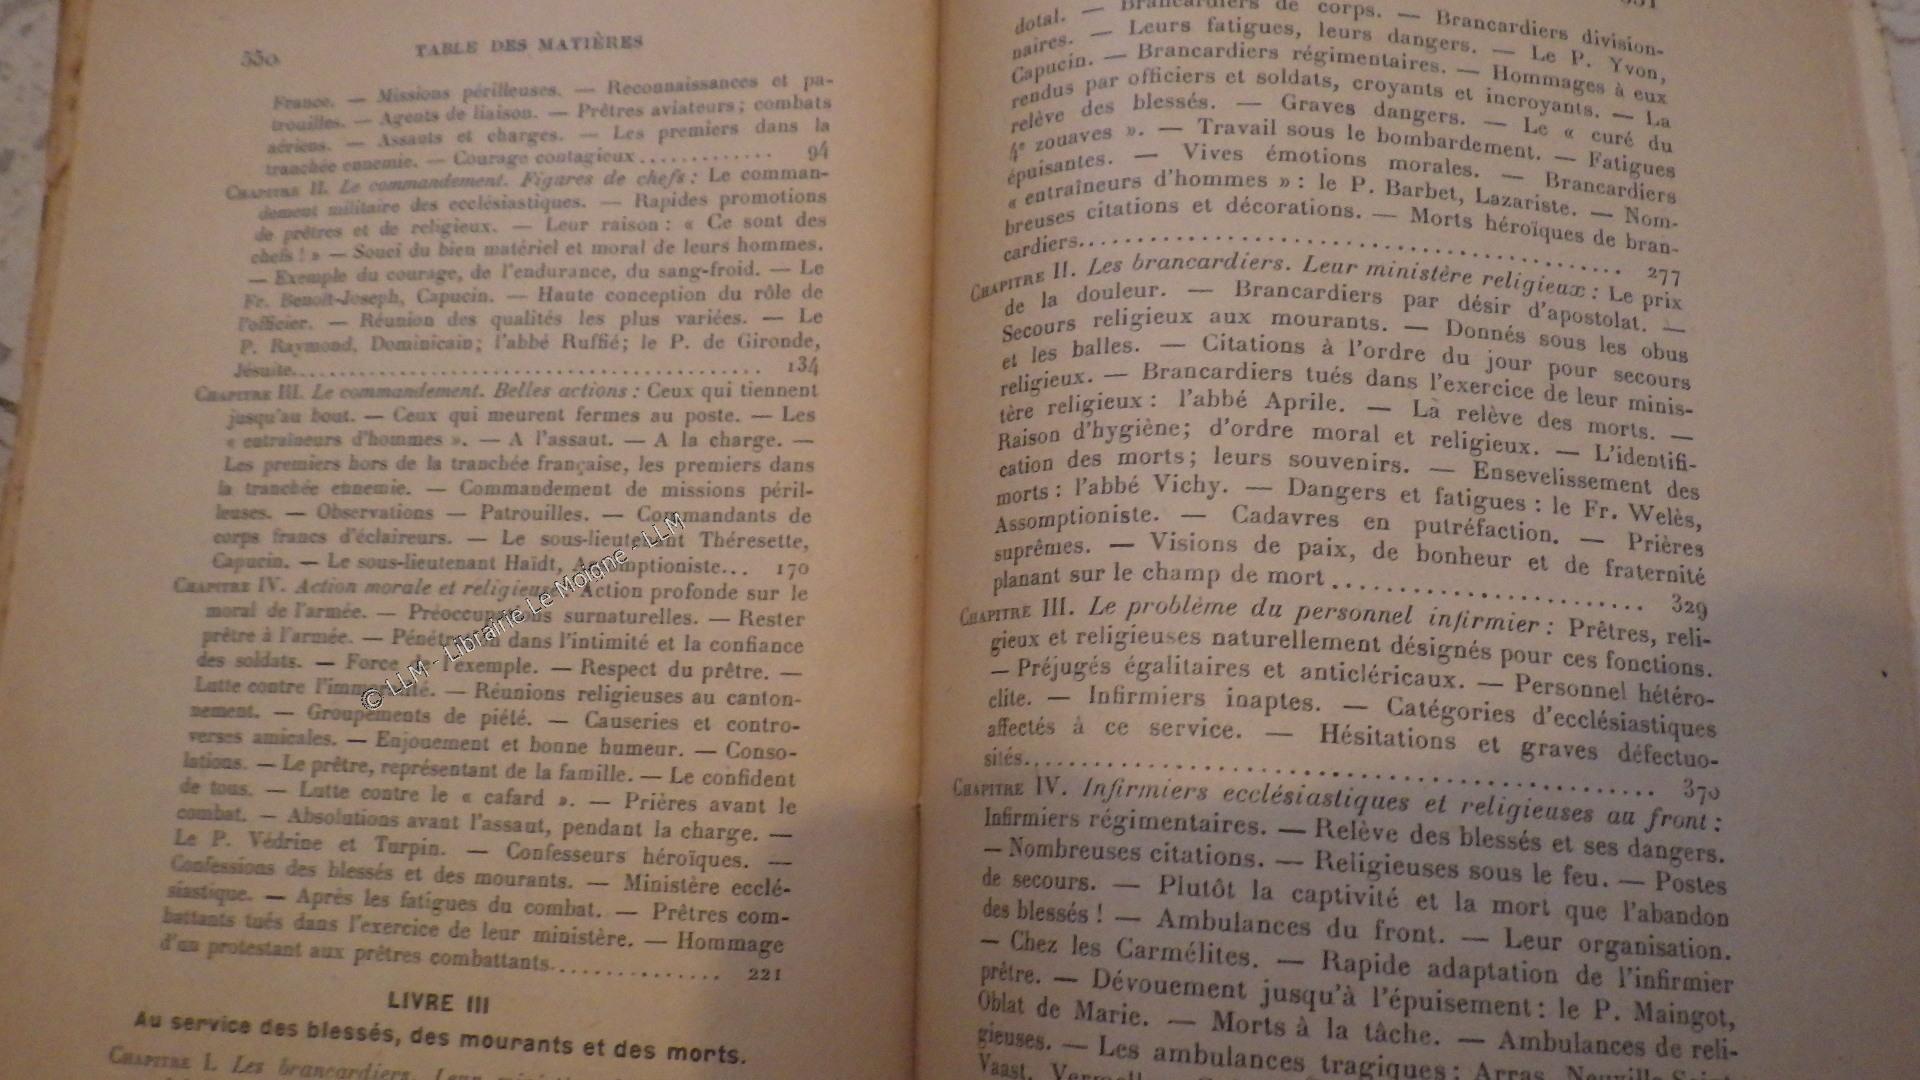 550
TABLE DES MATIÈRES
France. — Missions périlleuses. — Reconnaissances et pa-
trouilles. — Agents de liaison. — Prêtres aviateurs; combats
aériens. — Assauts et charges. — Les premiers dans la
tranchée ennemie. — Courage contagieux............. 94
CHAPITRE II. Le commandement. Figures de chefs : Le comman-
dement militaire des ecclésiastiques. — Rapides promotions
de prêtres et de religieux. — Leur raison : « Ce sont des
chefs ! » — Souci du bien matériel et moral de leurs hommes.
— Exemple du courage, de l'endurance, du sang-froid. — Le
Fr. Benoît-Joseph, Capucin. — Haute conception du rôle de
l'officier. — Réunion des qualités les plus variées. — Le
P. Raymond, Dominicain; l'abbé Ruffié; le P. de Gironde,
Jésuite............................................. 134
CHAPITRE III. Le commandement. Belles actions : Ceux qui tiennent
jusqu'au bout. — Ceux qui meurent fermes au poste. — Les
« entraîneurs d'hommes ». — A l'assaut. — A la charge. —
Les premiers hors de la tranchée française, les premiers dans
la tranchée ennemie. — Commandement de missions péril-
leuses. — Observations — Patrouilles. — Commandants de
corps francs d'éclaireurs. — Le sous-lieutenant Théresette,
Capucin. — Le sous-lieutenant Haïdt, Assomptioniste... 170
CHAPITRE IV. Action morale et religieuse : Action profonde sur le
moral de l'armée. — Préoccupations surnaturelles. — Rester
prêtre à l'armée. — Pénétration dans l'intimité et la confiance
des soldats. — Force de l'exemple. — Respect du prêtre. —
Lutte contre l'immoralité. — Réunions religieuses au canton-
nement. — Groupements de piété. — Causeries et contro-
verses amicales. — Enjouement et bonne humeur. — Conso-
lations. — Le prêtre, représentant de la famille. — Le confident
de tous. — Lutte contre le « cafard ». — Prières avant le
combat. — Absolutions avant l'assaut, pendant la charge. —
Le P. Védrine et Turpin. — Confesseurs héroïques. —
Confessions des blessés et des mourants. — Ministère ecclé-
siastique. — Après les fatigues du combat. — Prêtres com-
battants tués dans l'exercice de leur ministère. — Hommage
d'un protestant aux prêtres combattants................ 221
LIVRE III
Au service des blessés, des mourants et des morts.
CHAPITRE I. Les brancardiers. Leur
© LLM - Librairie Le Moigne - LLM
551
dotal. — Brancardiers de corps. — Brancardiers division-
naires. — Leurs fatigues, leurs dangers. — Le P. Yvon,
Capucin. — Brancardiers régimentaires. — Hommages à eux
rendus par officiers et soldats, croyants et incroyants. — La
relève des blessés. — Graves dangers. — Le « curé du
4e zouaves ». — Travail sous le bombardement. — Fatigues
épuisantes. — Vives émotions morales. — Brancardiers
« entraîneurs d'hommes » : le P. Barbet, Lazariste. — Nom-
breuses citations et décorations. — Morts héroïques de bran-
cardiers............................................. 277
CHAPITRE II. Les brancardiers. Leur ministère religieux : Le prix
de la douleur. — Brancardiers par désir d'apostolat. —
Secours religieux aux mourants. — Donnés sous les obus
et les balles. — Citations à l'ordre du jour pour secours
religieux. — Brancardiers tués dans l'exercice de leur minis-
tère religieux : l'abbé Aprile. — La relève des morts. —
Raison d'hygiène; d'ordre moral et religieux. — L'identifi-
cation des morts; leurs souvenirs. — Ensevelissement des
morts : l'abbé Vichy. — Dangers et fatigues : le Fr. Welès,
Assomptioniste. — Cadavres en putréfaction. — Prières
suprêmes. — Visions de paix, de bonheur et de fraternité
planant sur le champ de mort........................ 329
CHAPITRE III. Le problème du personnel infirmier : Prêtres, reli-
gieux et religieuses naturellement désignés pour ces fonctions.
— Préjugés égalitaires et anticléricaux. — Personnel hétéro-
clite. — Infirmiers inaptes. — Catégories d'ecclésiastiques
affectés à ce service. — Hésitations et graves défectuo-
sités................................................ 370
CHAPITRE IV. Infirmiers ecclésiastiques et religieuses au front :
Infirmiers régimentaires. — Relève des blessés et ses dangers.
— Nombreuses citations. — Religieuses sous le feu. — Postes
de secours. — Plutôt la captivité et la mort que l'abandon
des blessés ! — Ambulances du front. — Leur organisation.
— Chez les Carmélites. — Rapide adaptation de l'infirmier
prêtre. — Dévouement jusqu'à l'épuisement : le P. Maingot,
Oblat de Marie. — Morts à la tâche. — Ambulances de reli-
gieuses. — Les ambulances tragiques : Arras, Neuville-Saint-
Vaast,